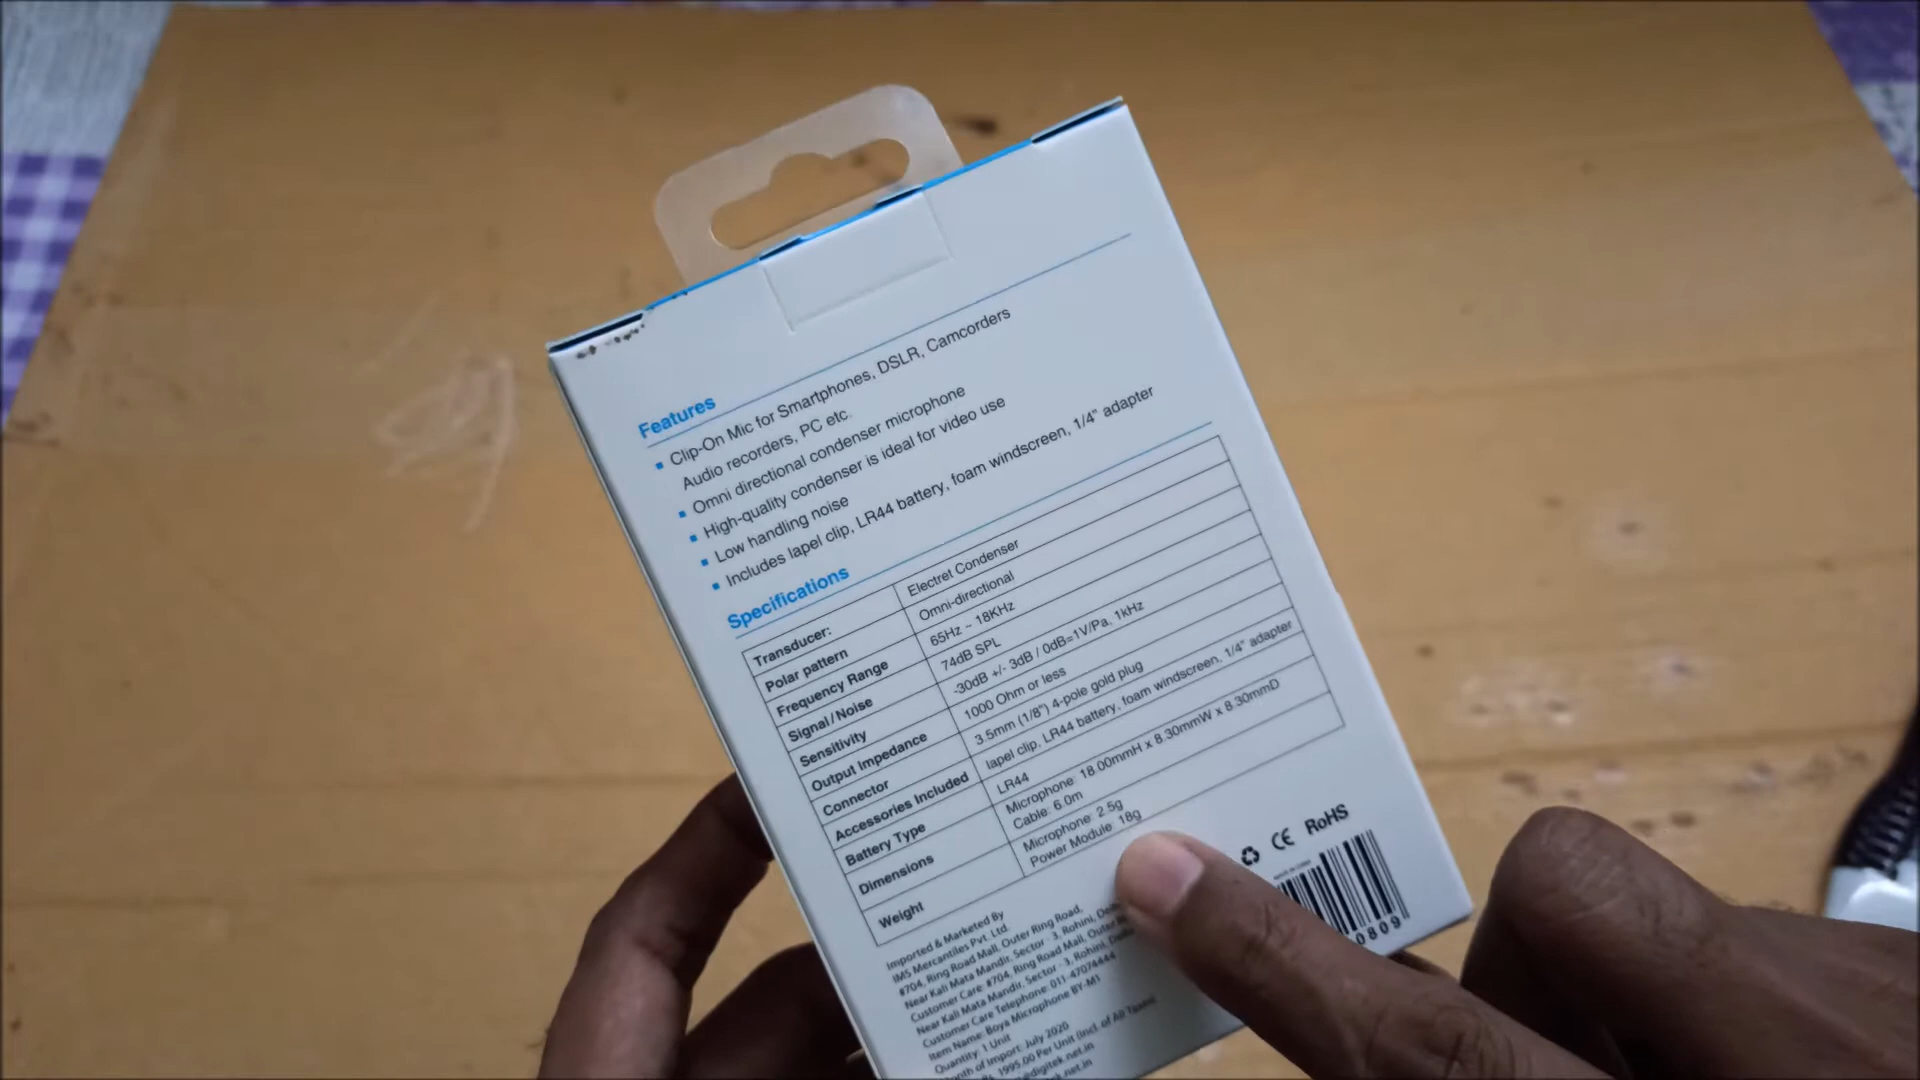 Features
Clip-On Mic for Smartphones, DSLR, Camcorders
Audio recorders, PC etc.
Omni directional condenser microphone
High-quality condenser is ideal for video use
Low handling noise
Includes lapel clip, LR44 battery, foam windscreen, 1/4" adapter
Specifications
Transducer: Electret Condenser
Polar pattern Omni-directional
Frequency Range 65Hz ~ 18KHz
Signal/Noise 74dB SPL
Sensitivity -30dB +/- 3dB / 0dB=1V/Pa, 1kHz
Output Impedance 1000 Ohm or less
Connector 3.5mm (1/8") 4-pole gold plug
Accessories Included lapel clip, LR44 battery, foam windscreen, 1/4" adapter
Battery Type LR44
Dimensions Microphone: 18.00mmH x 8.30mmW x 8.30mmD
Cable: 6.0m
Weight Microphone: 2.5g
Power Module: 18g
CE RoHS
0809
Imported & Marketed By
IMS Mercantiles Pvt. Ltd.
#704, Ring Road Mall, Outer Ring Road,
Near Kali Mata Mandir, Sector - 3, Rohini,
Customer Care: #704, Ring Road Mall, Outer
Near Kali Mata Mandir, Sector - 3, Rohini,
Customer Care Telephone: 011-47074444
Item Name: Boya Microphone BY-M1
Quantity: 1 Unit
Month of Import: July 2020
1995.00 Per Unit (Incl. of All Taxes)